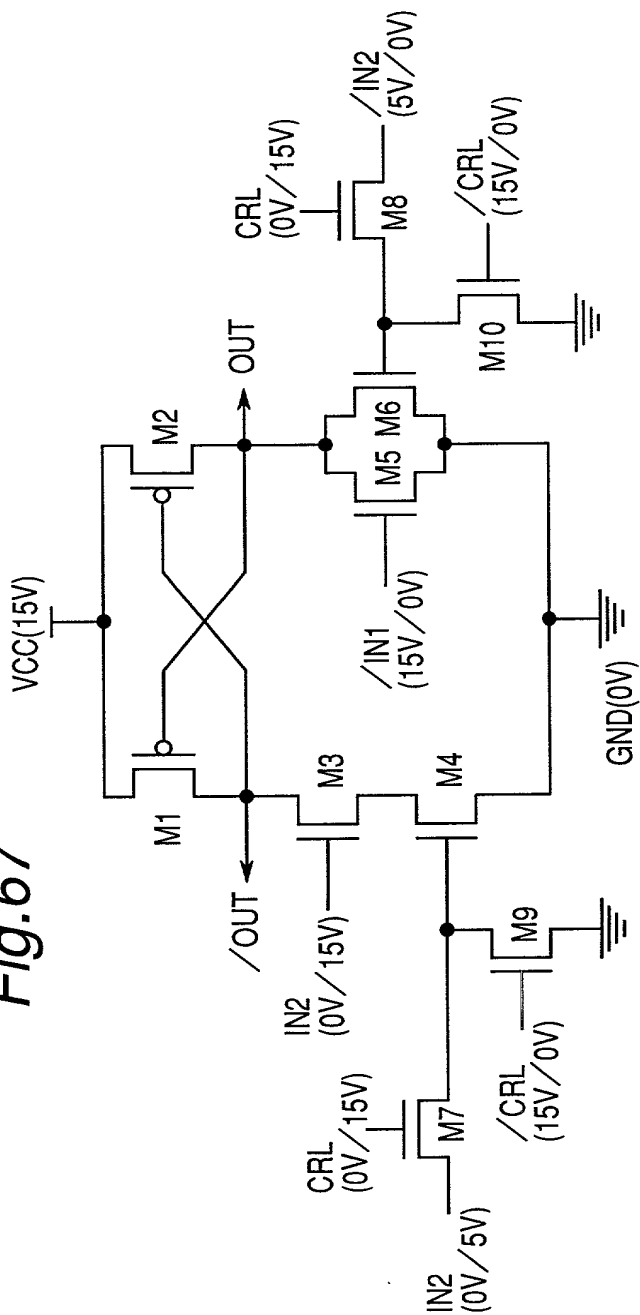 Fig.67
VCC(15V)
M1
M2
/OUT
OUT
CRL
(0V/15V)
/IN2
(5V/0V)
M8
IN2
(0V/15V)
M3
/IN1
(15V/0V)
M5
M6
/CRL
(15V/0V)
M10
CRL
(0V/15V)
M4
IN2
(0V/5V)
M7
/CRL
(15V/0V)
M9
GND(0V)